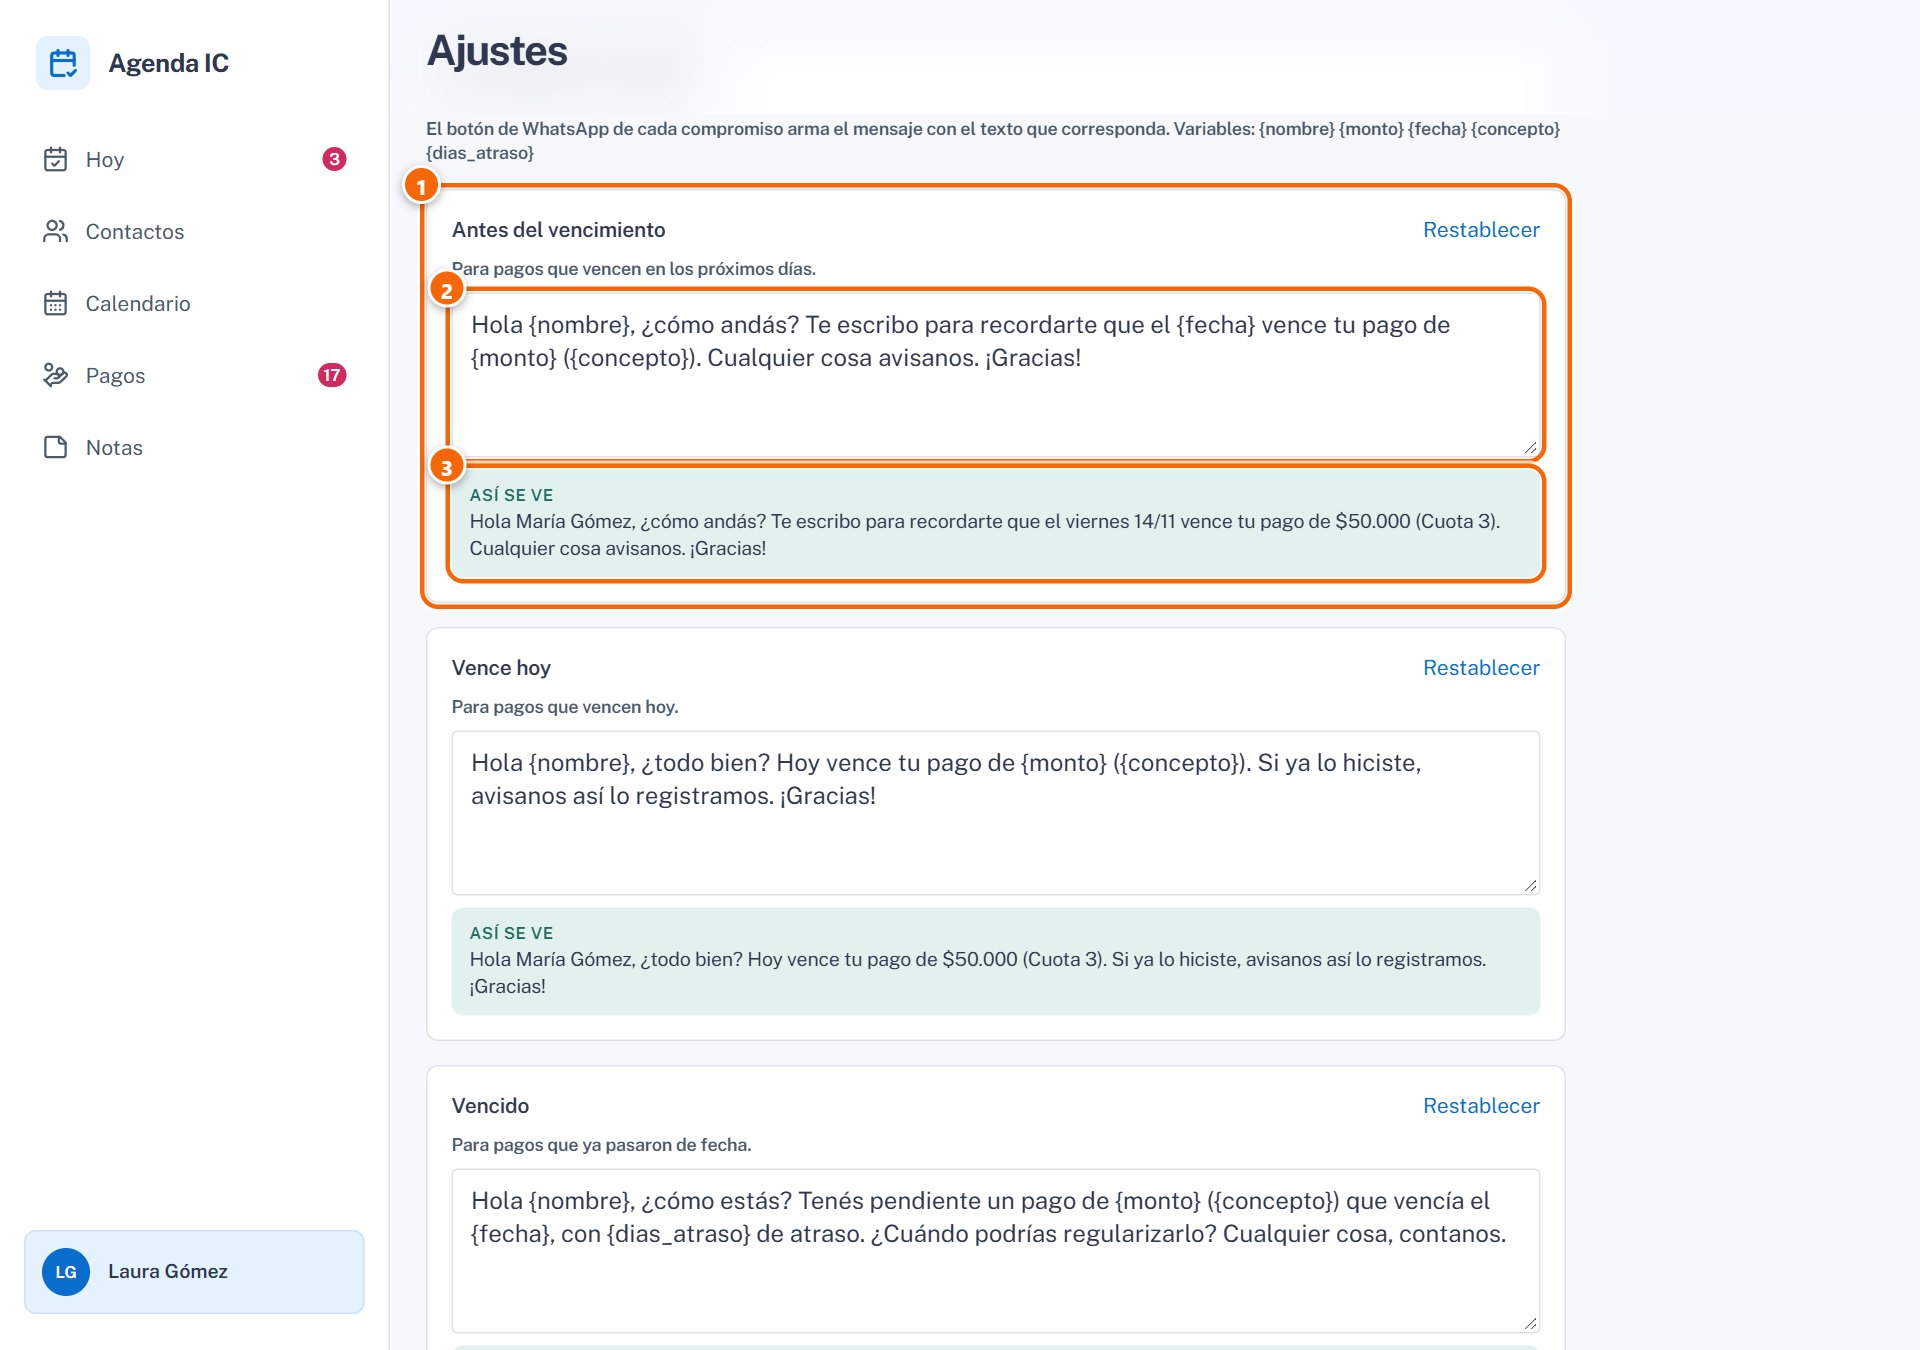 Agenda IC
Hoy
3
Contactos
Calendario
Pagos
17
Notas
LG
Laura Gómez
Ajustes
El botón de WhatsApp de cada compromiso arma el mensaje con el texto que corresponda. Variables: {nombre} {monto} {fecha} {concepto}
{dias_atraso}
1
Antes del vencimiento
Restablecer
Para pagos que vencen en los próximos días.
2
Hola {nombre}, ¿cómo andás? Te escribo para recordarte que el {fecha} vence tu pago de
{monto} ({concepto}). Cualquier cosa avisanos. ¡Gracias!
3
ASÍ SE VE
Hola María Gómez, ¿cómo andás? Te escribo para recordarte que el viernes 14/11 vence tu pago de $50.000 (Cuota 3).
Cualquier cosa avisanos. ¡Gracias!
Vence hoy
Restablecer
Para pagos que vencen hoy.
Hola {nombre}, ¿todo bien? Hoy vence tu pago de {monto} ({concepto}). Si ya lo hiciste,
avisanos así lo registramos. ¡Gracias!
ASÍ SE VE
Hola María Gómez, ¿todo bien? Hoy vence tu pago de $50.000 (Cuota 3). Si ya lo hiciste, avisanos así lo registramos.
¡Gracias!
Vencido
Restablecer
Para pagos que ya pasaron de fecha.
Hola {nombre}, ¿cómo estás? Tenés pendiente un pago de {monto} ({concepto}) que vencía el
{fecha}, con {dias_atraso} de atraso. ¿Cuándo podrías regularizarlo? Cualquier cosa, contanos.